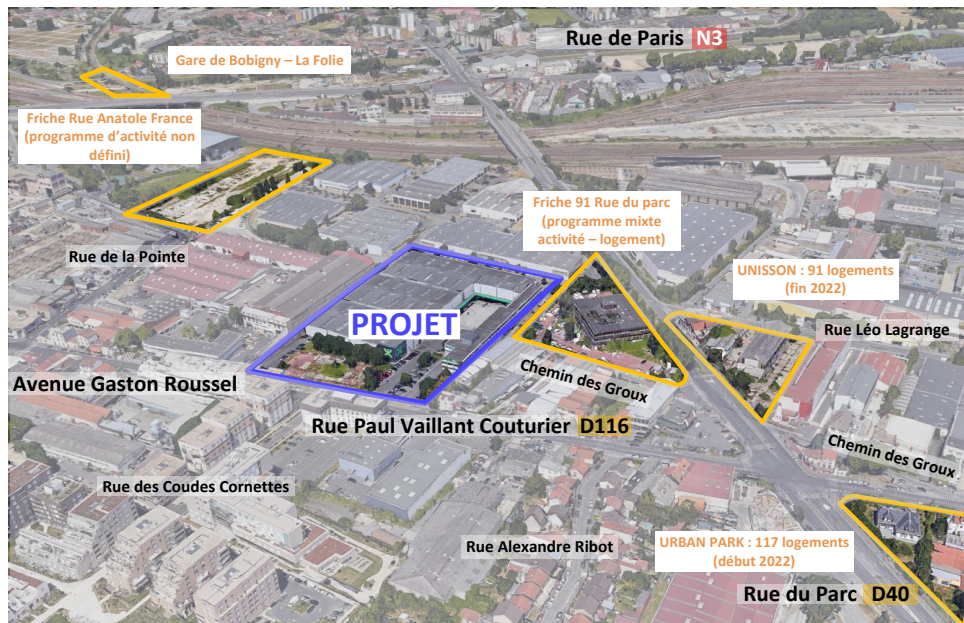 Rue de Paris N3
Gare de Bobigny – La Folie
Friche Rue Anatole France
(programme d'activité non
défini)
Friche 91 Rue du parc
(programme mixte
activité – logement)
Rue de la Pointe
UNISSON : 91 logements
(fin 2022)
PROJET
Rue Léo Lagrange
Avenue Gaston Roussel
Chemin des Groux
Rue Paul Vaillant Couturier D116
Chemin des Groux
Rue des Coudes Cornettes
Rue Alexandre Ribot
URBAN PARK : 117 logements
(début 2022)
Rue du Parc D40